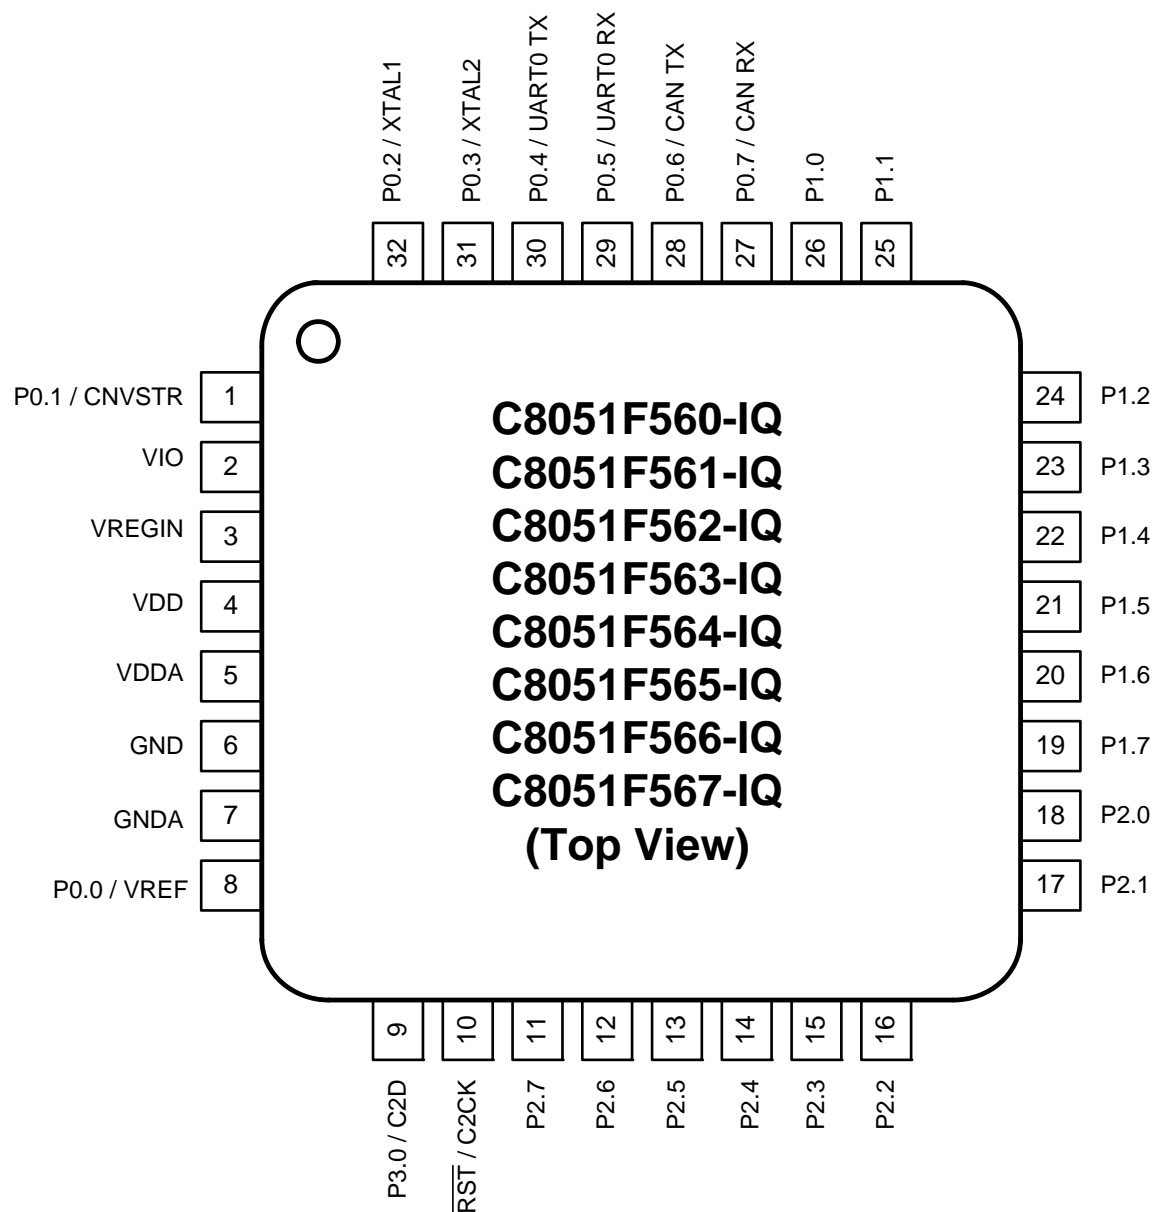 P0.2 / XTAL1
P0.3 / XTAL2
P0.4 / UART0 TX
P0.5 / UART0 RX
P0.6 / CAN TX
P0.7 / CAN RX
P1.0
P1.1
32
31
30
29
28
27
26
25
P0.1 / CNVSTR
1
VIO
2
VREGIN
3
VDD
4
VDDA
5
GND
6
GNDA
7
P0.0 / VREF
8
C8051F560-IQ
C8051F561-IQ
C8051F562-IQ
C8051F563-IQ
C8051F564-IQ
C8051F565-IQ
C8051F566-IQ
C8051F567-IQ
(Top View)
24
P1.2
23
P1.3
22
P1.4
21
P1.5
20
P1.6
19
P1.7
18
P2.0
17
P2.1
9
10
11
12
13
14
15
16
P3.0 / C2D
RST / C2CK
P2.7
P2.6
P2.5
P2.4
P2.3
P2.2